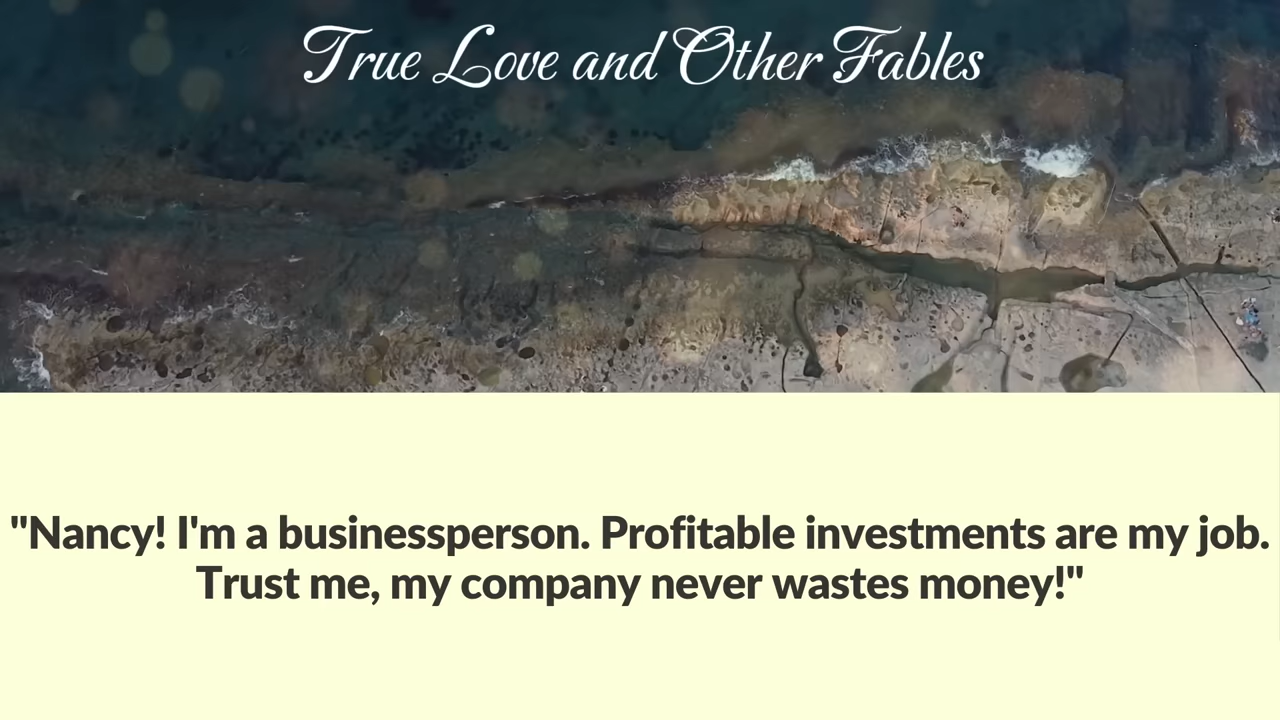 True Love and Other Fables
"Nancy! I'm a businessperson. Profitable investments are my job.
Trust me, my company never wastes money!"